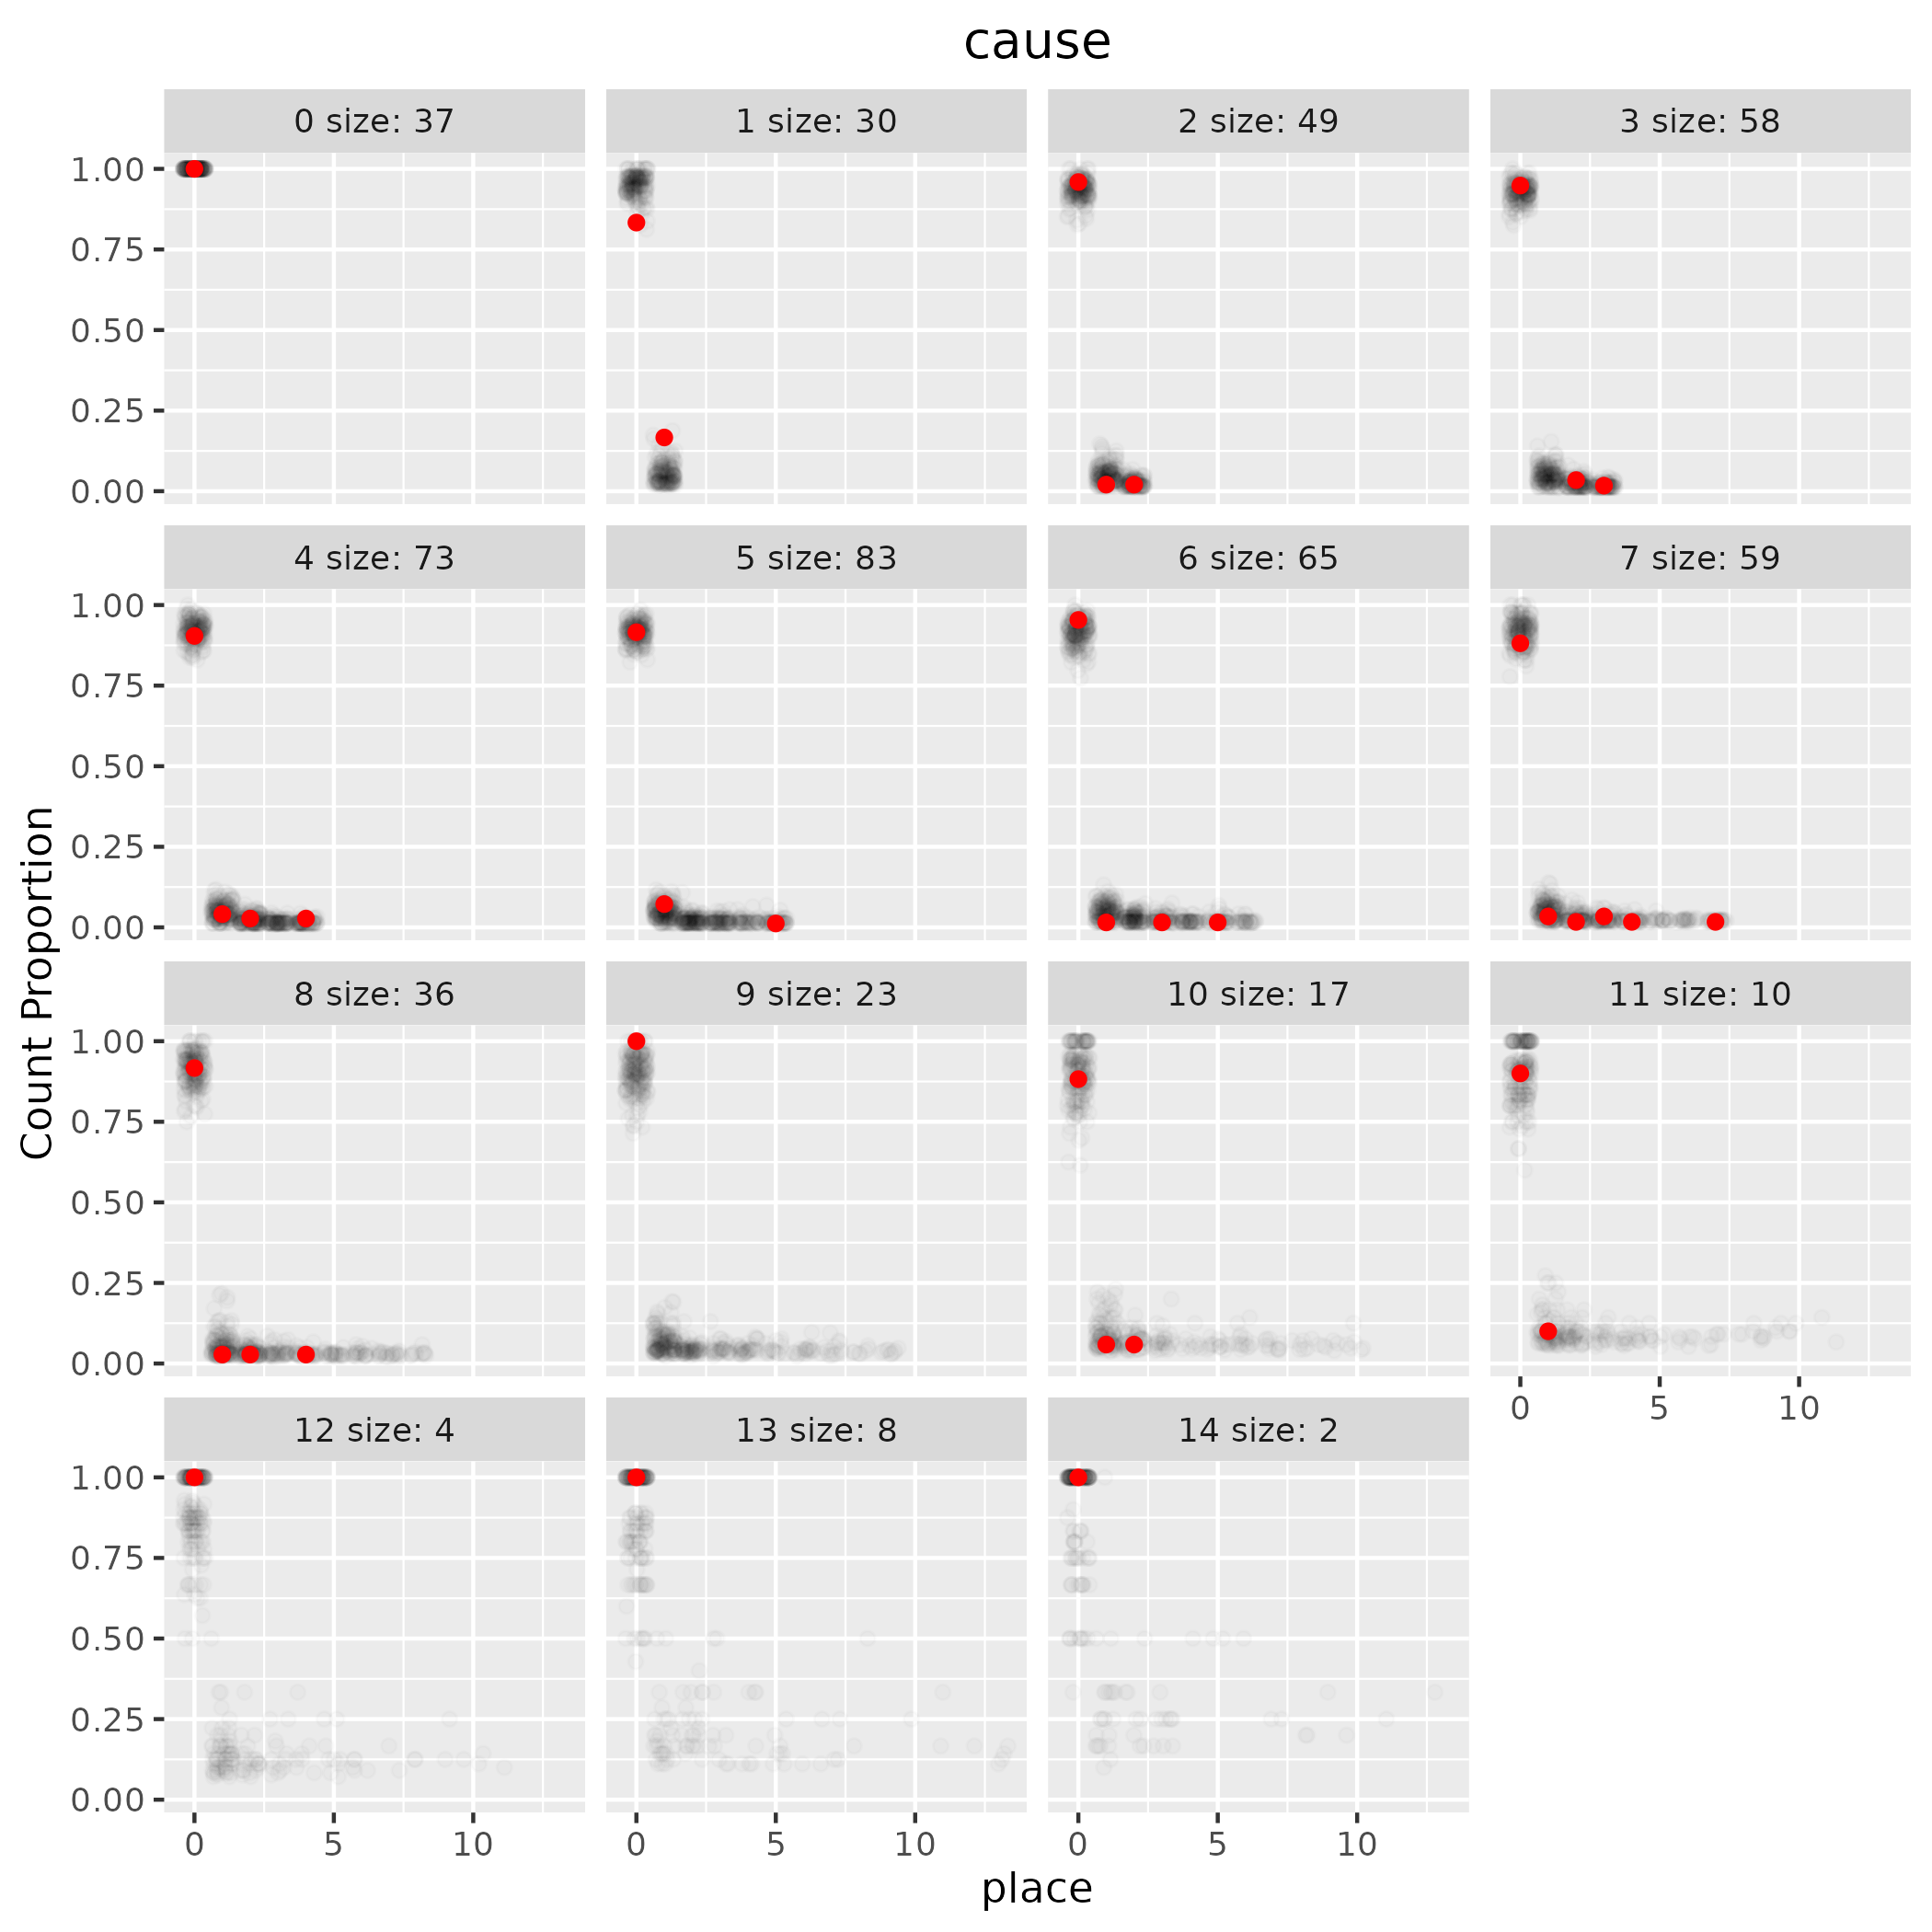 cause
0 size: 37
1 size: 30
2 size: 49
3 size: 58
1.00
0.75
0.50
0.25
0.00
4 size: 73
5 size: 83
6 size: 65
7 size: 59
1.00
0.75
0.50
0.25
0.00
Count Proportion
8 size: 36
9 size: 23
10 size: 17
11 size: 10
1.00
0.75
0.50
0.25
0.00
0 5 10
12 size: 4
13 size: 8
14 size: 2
1.00
0.75
0.50
0.25
0.00
0 5 10
0 5 10
0 5 10
place